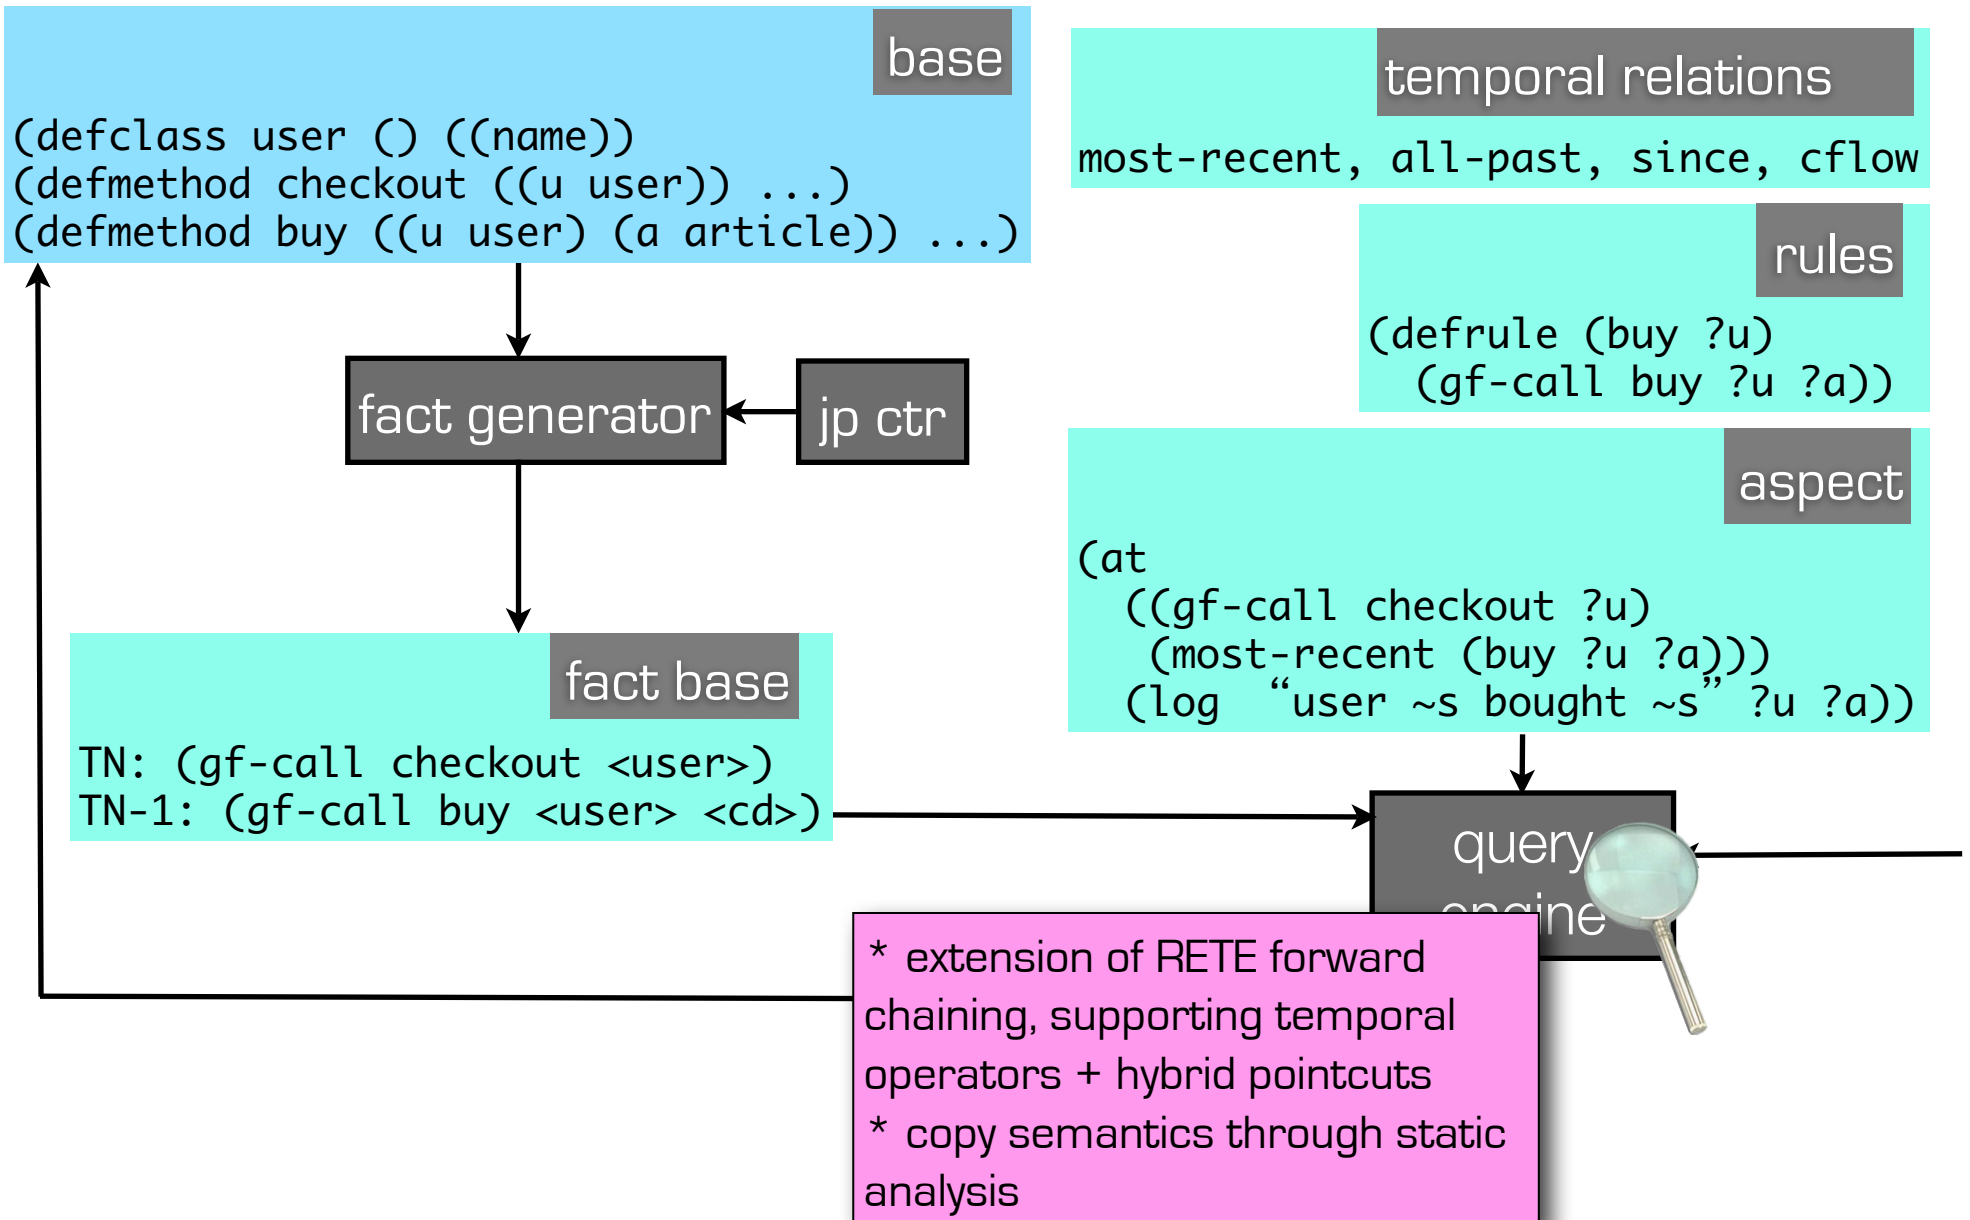 base
(defclass user () ((name))
(defmethod checkout ((u user)) ...)
(defmethod buy ((u user) (a article)) ...)
temporal relations
most-recent, all-past, since, cflow
rules
(defrule (buy ?u)
(gf-call buy ?u ?a))
fact generator
jp ctr
aspect
(at
((gf-call checkout ?u)
(most-recent (buy ?u ?a)))
(log “user ~s bought ~s” ?u ?a))
fact base
TN: (gf-call checkout <user>)
TN-1: (gf-call buy <user> <cd>)
query
engine
* extension of RETE forward
chaining, supporting temporal
operators + hybrid pointcuts
* copy semantics through static
analysis